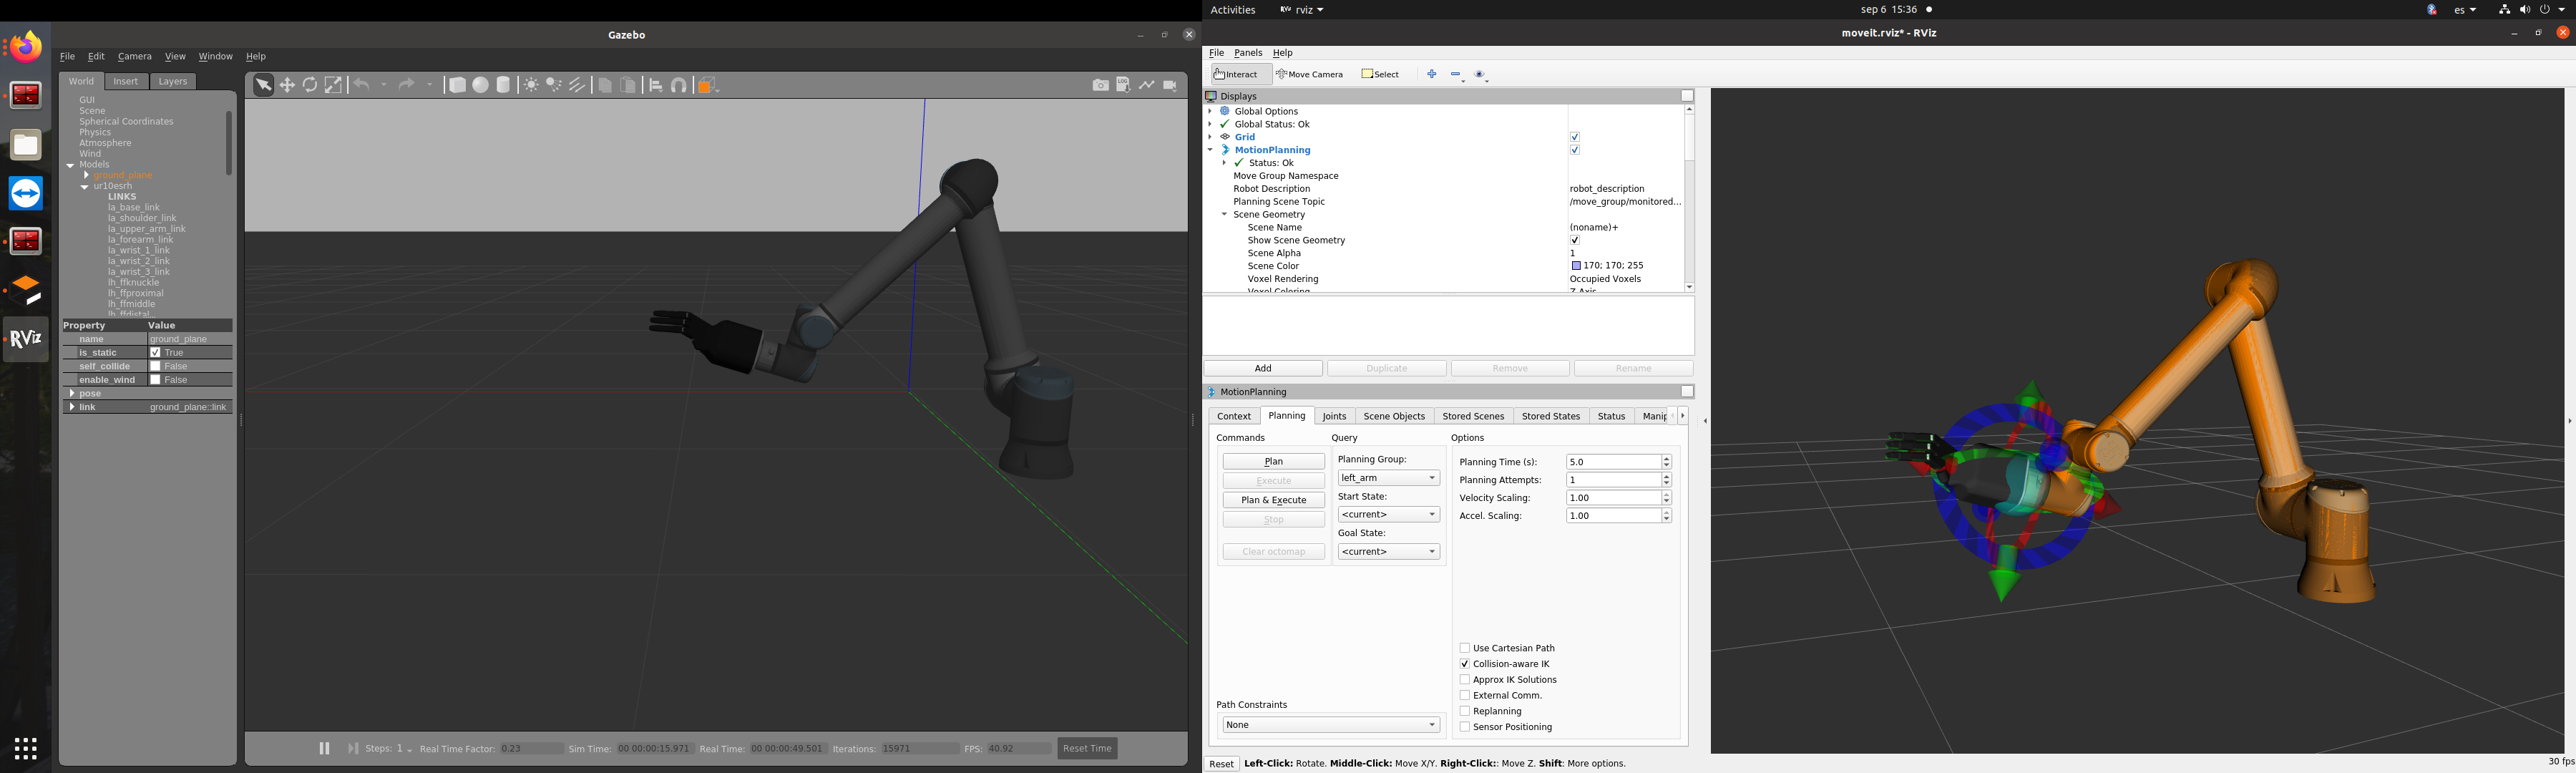 Gazebo
File Edit Camera View Window Help
World Insert Layers
GUI
Scene
Spherical Coordinates
Physics
Atmosphere
Wind
Models
ground_plane
ur10esrh
LINKS
la_base_link
la_shoulder_link
la_upper_arm_link
la_forearm_link
la_wrist_1_link
la_wrist_2_link
la_wrist_3_link
lh_ffknuckle
lh_ffproximal
lh_ffmiddle
lh_ffdistal
Property Value
name ground_plane
is_static True
self_collide False
enable_wind False
pose
link ground_plane::link
RViz
LOG
Steps: 1 Real Time Factor: 0.23 Sim Time: 00 00:00:15.971 Real Time: 00 00:00:49.501 Iterations: 15971 FPS: 40.92 Reset Time
Activities rviz sep 6 15:36 es
moveit.rviz* - RViz
File Panels Help
Interact Move Camera Select
Displays
Global Options
Global Status: Ok
Grid
MotionPlanning
Status: Ok
Move Group Namespace
Robot Description robot_description
Planning Scene Topic /move_group/monitored...
Scene Geometry
Scene Name (noname)+
Show Scene Geometry
Scene Alpha 1
Scene Color 170; 170; 255
Voxel Rendering Occupied Voxels
Voxel Coloring Z-Axis
Add Duplicate Remove Rename
MotionPlanning
Context Planning Joints Scene Objects Stored Scenes Stored States Status Manip
Commands Query Options
Plan
Execute
Plan & Execute
Stop
Clear octomap
Planning Group:
left_arm
Start State:
<current>
Goal State:
<current>
Planning Time (s): 5.0
Planning Attempts: 1
Velocity Scaling: 1.00
Accel. Scaling: 1.00
Use Cartesian Path
Collision-aware IK
Approx IK Solutions
External Comm.
Replanning
Sensor Positioning
Path Constraints
None
Reset Left-Click: Rotate. Middle-Click: Move X/Y. Right-Click:: Move Z. Shift: More options.
30 fps